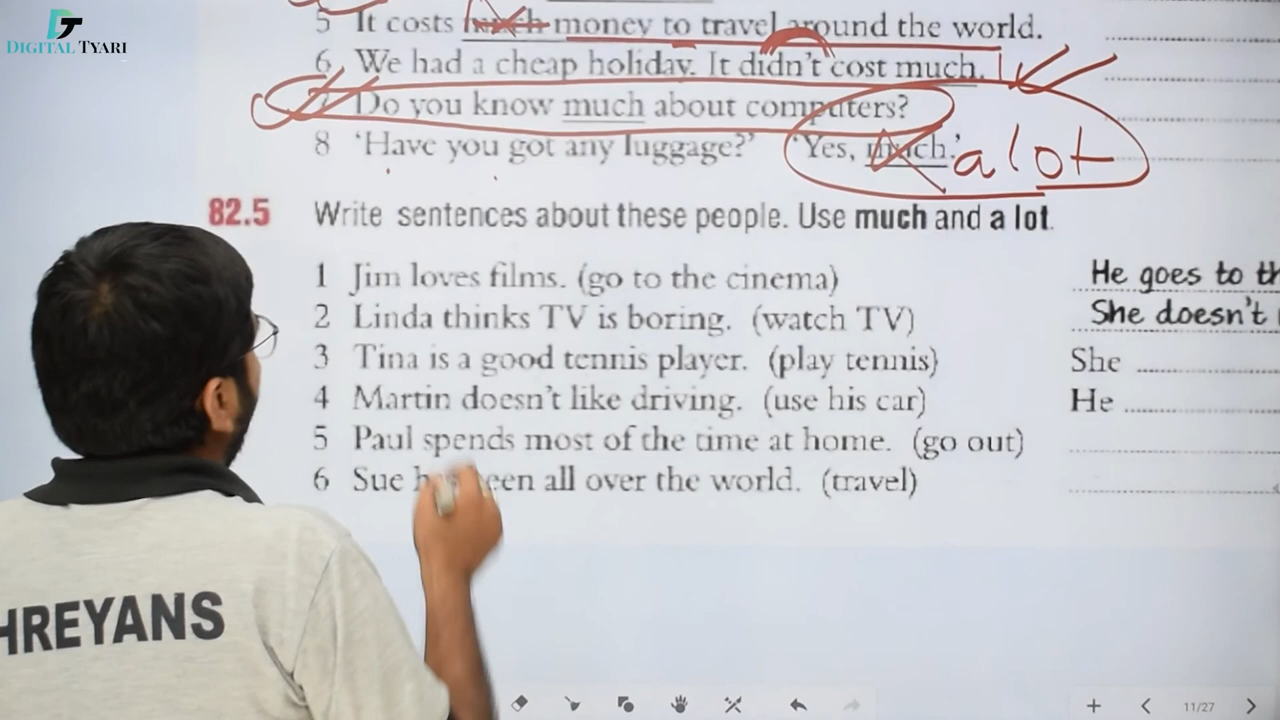 DT
DIGITAL TYARI
5 It costs much money to travel around the world.
6 We had a cheap holiday. It didn't cost much.
Do you know much about computers?
8 'Have you got any luggage?' 'Yes, much.' a lot
82.5 Write sentences about these people. Use much and a lot.
1 Jim loves films. (go to the cinema) He goes to th
2 Linda thinks TV is boring. (watch TV) She doesn't
3 Tina is a good tennis player. (play tennis) She
4 Martin doesn't like driving. (use his car) He
5 Paul spends most of the time at home. (go out)
6 Sue all over the world. (travel)
HREYANS
11/27